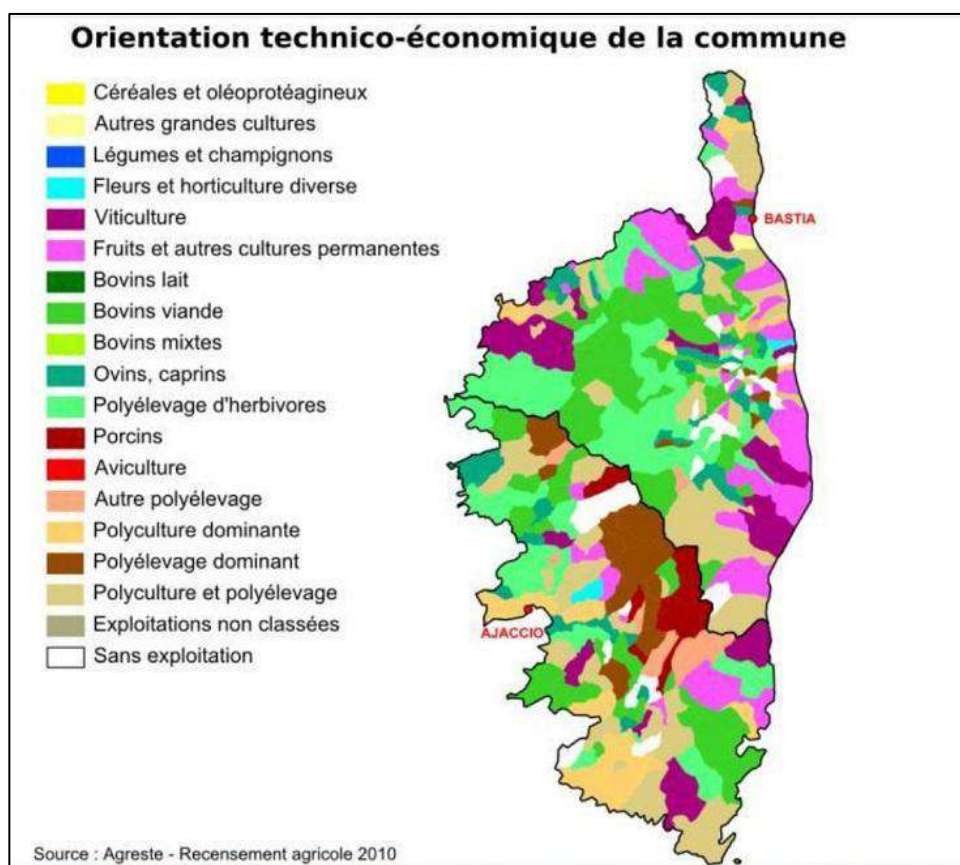 Orientation technico-économique de la commune
Céréales et oléoprotéagineux
Autres grandes cultures
Légumes et champignons
Fleurs et horticulture diverse
Viticulture
Fruits et autres cultures permanentes
Bovins lait
Bovins viande
Bovins mixtes
Ovins, caprins
Polyélevage d'herbivores
Porcins
Aviculture
Autre polyélevage
Polyculture dominante
Polyélevage dominant
Polyculture et polyélevage
Exploitations non classées
Sans exploitation
BASTIA
AJACCIO
Source : Agreste - Recensement agricole 2010